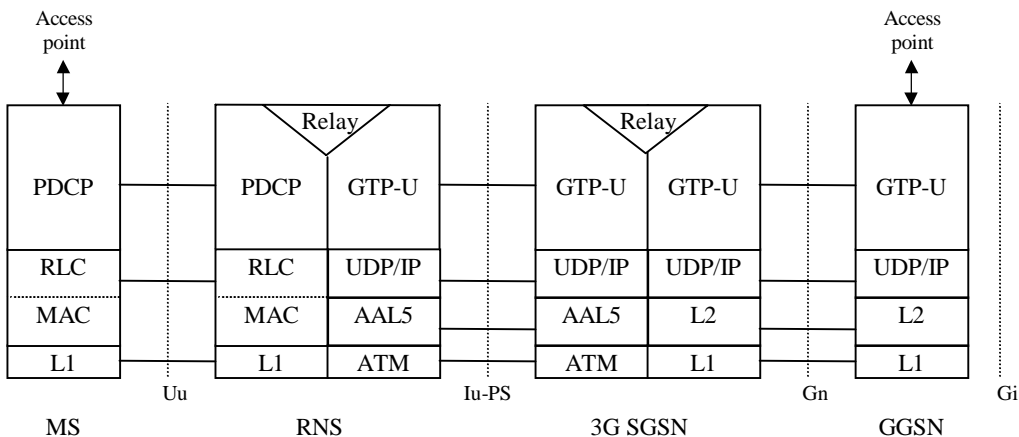 Access
point
Access
point
Relay
Relay
PDCP
PDCP
GTP-U
GTP-U
GTP-U
GTP-U
RLC
RLC
UDP/IP
UDP/IP
UDP/IP
UDP/IP
MAC
MAC
AAL5
AAL5
L2
L2
L1
L1
ATM
ATM
L1
L1
Uu
Iu-PS
Gn
Gi
MS
RNS
3G SGSN
GGSN